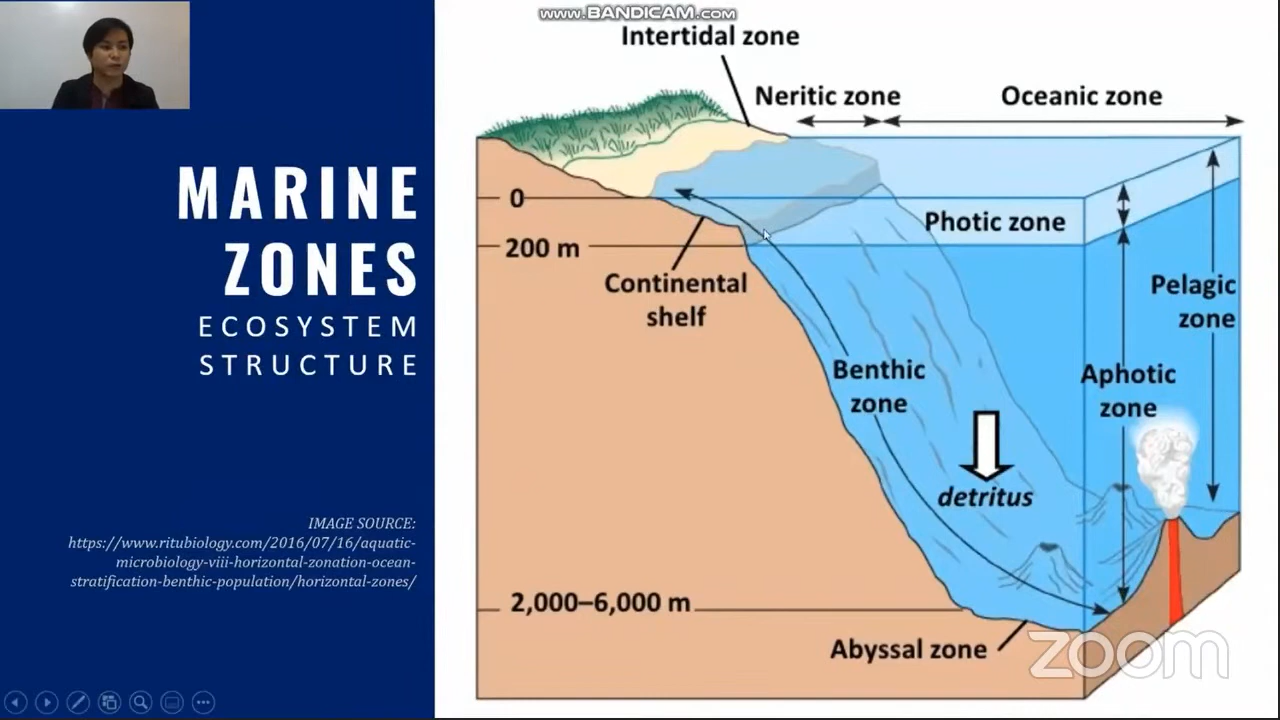 www.BANDICAM.com
MARINE
ZONES
ECOSYSTEM
STRUCTURE
IMAGE SOURCE:
https://www.ritubiology.com/2016/07/16/aquatic-
microbiology-viii-horizontal-zonation-ocean-
stratification-benthic-population/horizontal-zones/
Intertidal zone
Neritic zone
Oceanic zone
0
Photic zone
200 m
Continental
shelf
Pelagic
zone
Benthic
zone
Aphotic
zone
detritus
2,000–6,000 m
Abyssal zone
zoom